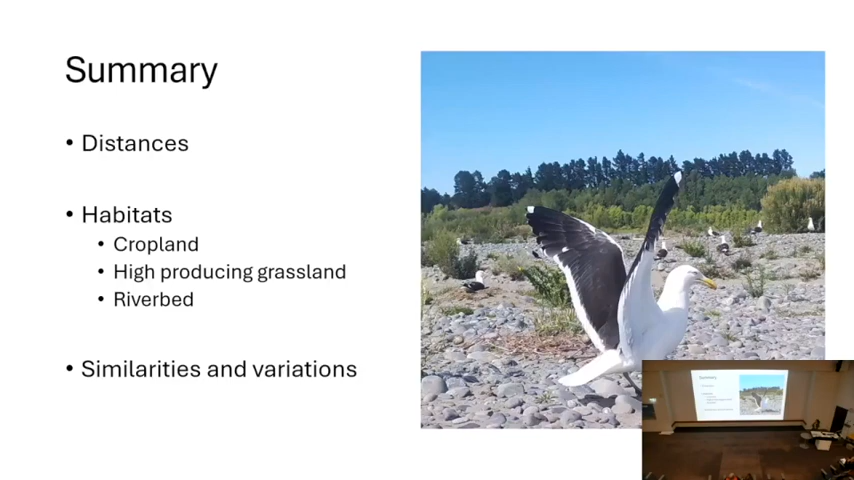 Summary
• Distances
• Habitats
• Cropland
• High producing grassland
• Riverbed
• Similarities and variations